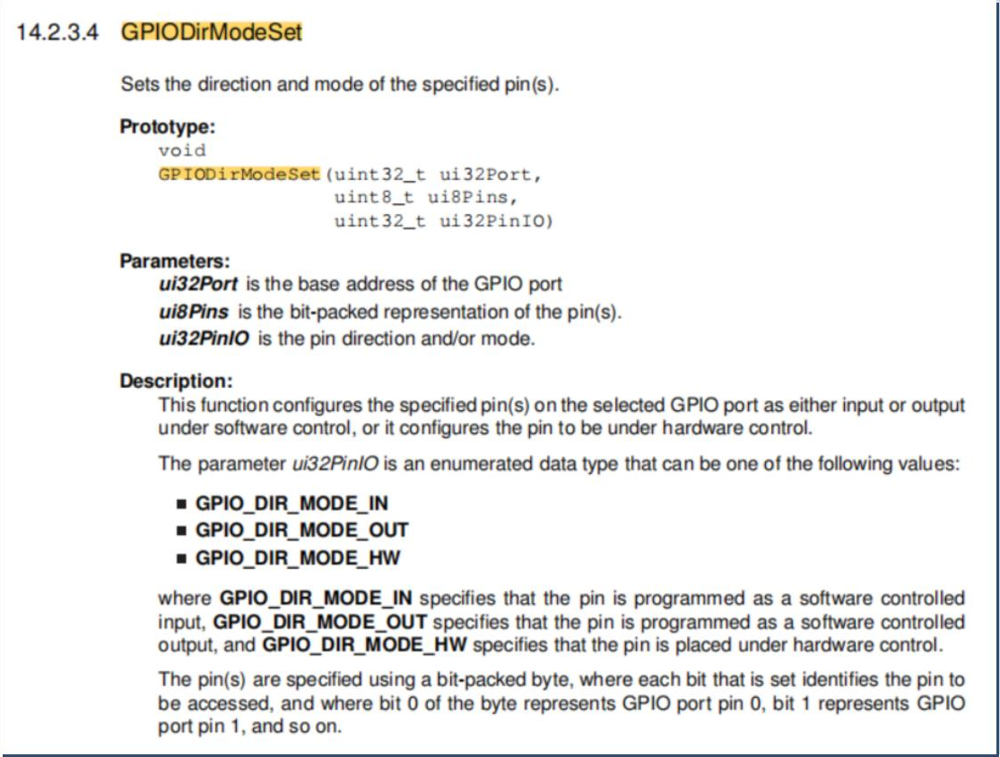 14.2.3.4 GPIODirModeSet
Sets the direction and mode of the specified pin(s).
Prototype:
void
GPIODirModeSet(uint32_t ui32Port,
uint8_t ui8Pins,
uint32_t ui32PinIO)
Parameters:
ui32Port is the base address of the GPIO port
ui8Pins is the bit-packed representation of the pin(s).
ui32PinIO is the pin direction and/or mode.
Description:
This function configures the specified pin(s) on the selected GPIO port as either input or output
under software control, or it configures the pin to be under hardware control.
The parameter ui32PinIO is an enumerated data type that can be one of the following values:
■ GPIO_DIR_MODE_IN
■ GPIO_DIR_MODE_OUT
■ GPIO_DIR_MODE_HW
where GPIO_DIR_MODE_IN specifies that the pin is programmed as a software controlled
input, GPIO_DIR_MODE_OUT specifies that the pin is programmed as a software controlled
output, and GPIO_DIR_MODE_HW specifies that the pin is placed under hardware control.
The pin(s) are specified using a bit-packed byte, where each bit that is set identifies the pin to
be accessed, and where bit 0 of the byte represents GPIO port pin 0, bit 1 represents GPIO
port pin 1, and so on.